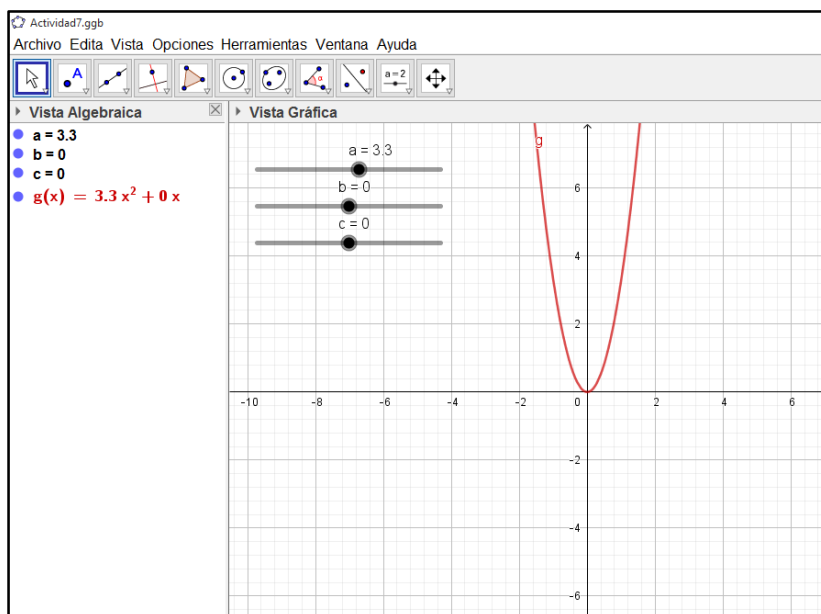 Actividad7.ggb
Archivo Edita Vista Opciones Herramientas Ventana Ayuda
A
α
a=2
Vista Algebraica
Vista Gráfica
a = 3.3
b = 0
c = 0
g(x) = 3.3 x² + 0 x
a = 3.3
b = 0
c = 0
g
6
4
2
-10 -8 -6 -4 -2 0 2 4 6
-2
-4
-6